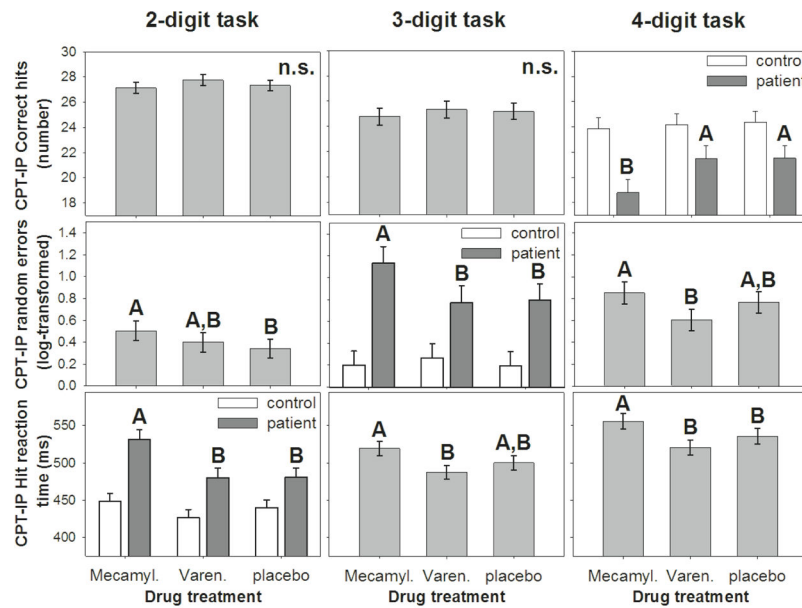 2-digit task 3-digit task 4-digit task
CPT-IP Correct hits
(number)
30
28
26
24
22
20
18
n.s.
n.s.
control
patient
B
A
A
CPT-IP random errors
(log-transformed)
1.6
1.4
1.2
1.0
0.8
0.6
0.4
0.2
0.0
A
A,B
B
control
patient
A
B
B
A
B
A,B
CPT-IP Hit reaction
time (ms)
550
500
450
400
control
patient
A
B
B
A
B
A,B
A
B
B
Mecamyl. Varen. placebo
Drug treatment
Mecamyl. Varen. placebo
Drug treatment
Mecamyl. Varen. placebo
Drug treatment